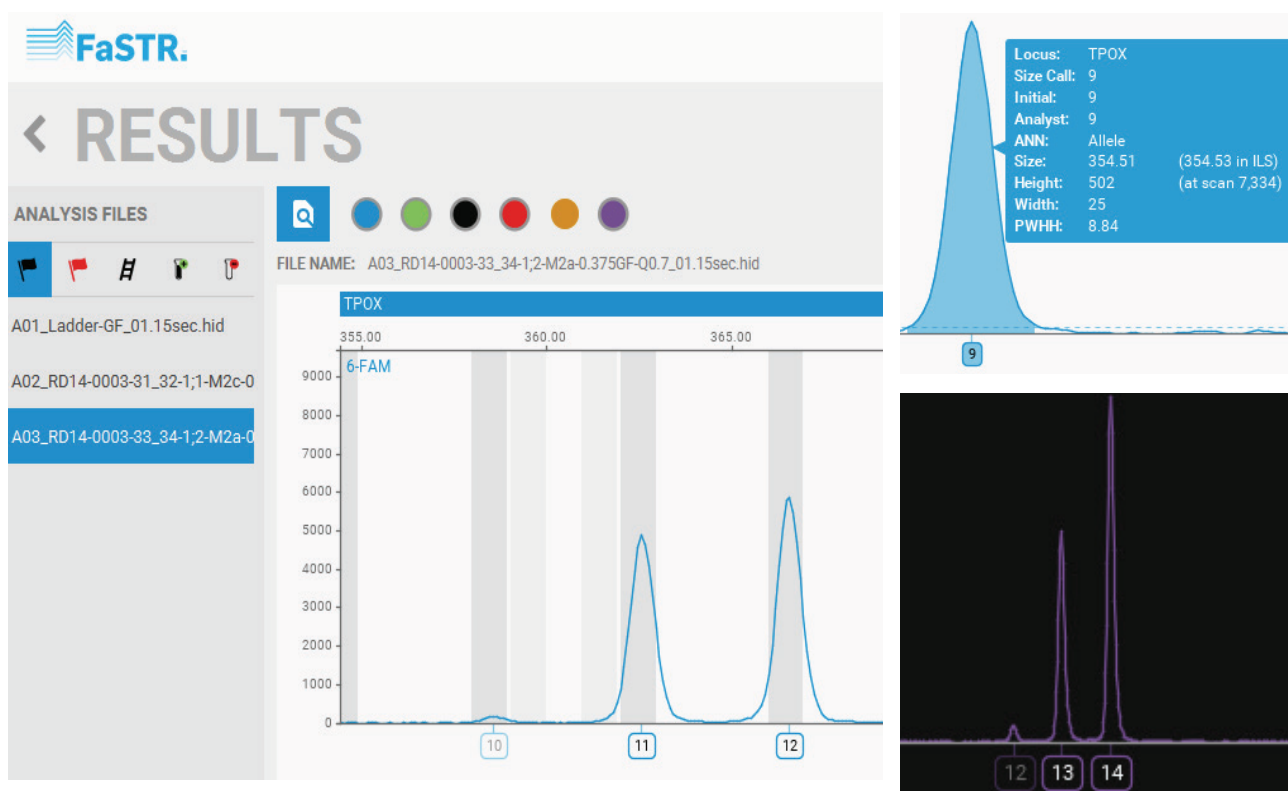 FaSTR.
RESULTS
ANALYSIS FILES
A01_Ladder-GF_01.15sec.hid
A02_RD14-0003-31_32-1;1-M2c-0
A03_RD14-0003-33_34-1;2-M2a-0
FILE NAME: A03_RD14-0003-33_34-1;2-M2a-0.375GF-Q0.7_01.15sec.hid
TPOX
355.00 360.00 365.00
6-FAM
9000
8000
7000
6000
5000
4000
3000
2000
1000
0
10 11 12
Locus: TPOX
Size Call: 9
Initial: 9
Analyst: 9
ANN: Allele
Size: 354.51 (354.53 in ILS)
Height: 502 (at scan 7,334)
Width: 25
PWHH: 8.84
9
12 13 14